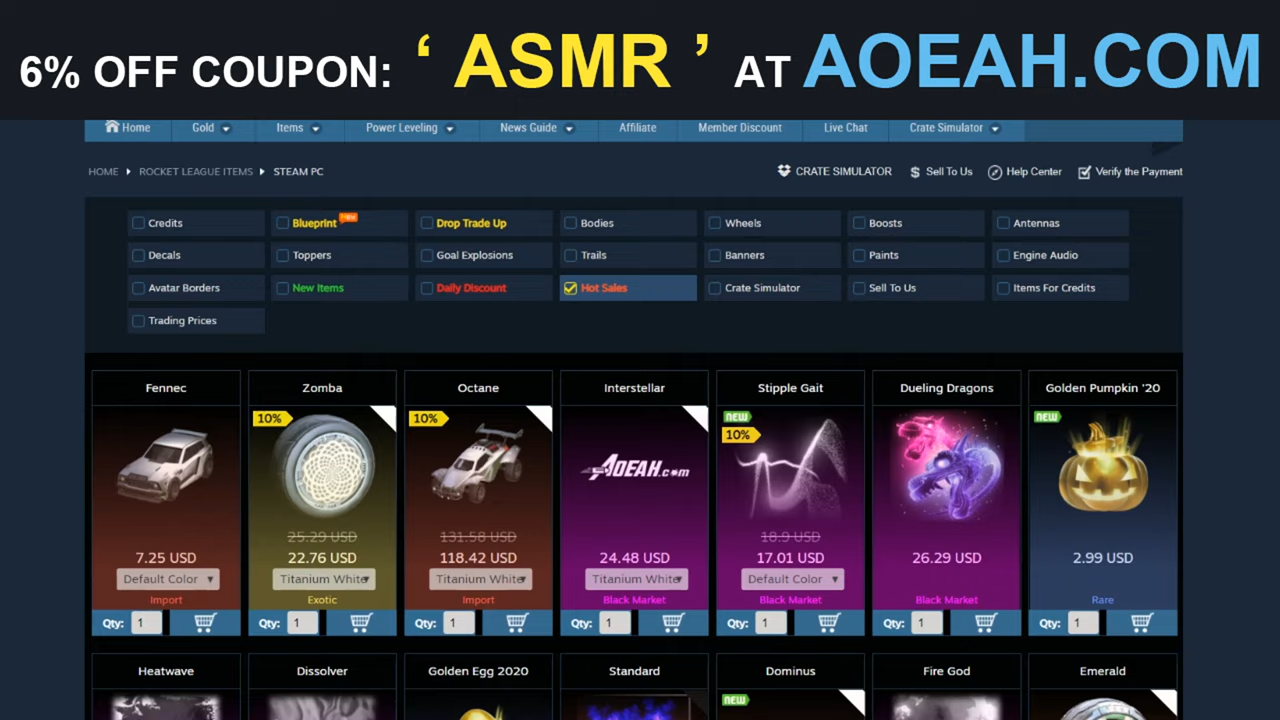 6% OFF COUPON: ‘ ASMR ’ AT AOEAH.COM
Home Gold Items Power Leveling News Guide Affiliate Member Discount Live Chat Crate Simulator
HOME ROCKET LEAGUE ITEMS STEAM PC CRATE SIMULATOR $ Sell To Us Help Center Verify the Payment
Credits Blueprint New Drop Trade Up Bodies Wheels Boosts Antennas
Decals Toppers Goal Explosions Trails Banners Paints Engine Audio
Avatar Borders New Items Daily Discount Hot Sales Crate Simulator Sell To Us Items For Credits
Trading Prices
Fennec Zomba Octane Interstellar Stipple Gait Dueling Dragons Golden Pumpkin '20
10% 10% new new
10%
AOEAH.com
25.29 USD 131.58 USD 18.9 USD
7.25 USD 22.76 USD 118.42 USD 24.48 USD 17.01 USD 26.29 USD 2.99 USD
Default Color Titanium White Titanium White Titanium White Default Color
Import Exotic Import Black Market Black Market Black Market Rare
Qty: 1 Qty: 1 Qty: 1 Qty: 1 Qty: 1 Qty: 1 Qty: 1
Heatwave Dissolver Golden Egg 2020 Standard Dominus Fire God Emerald
new